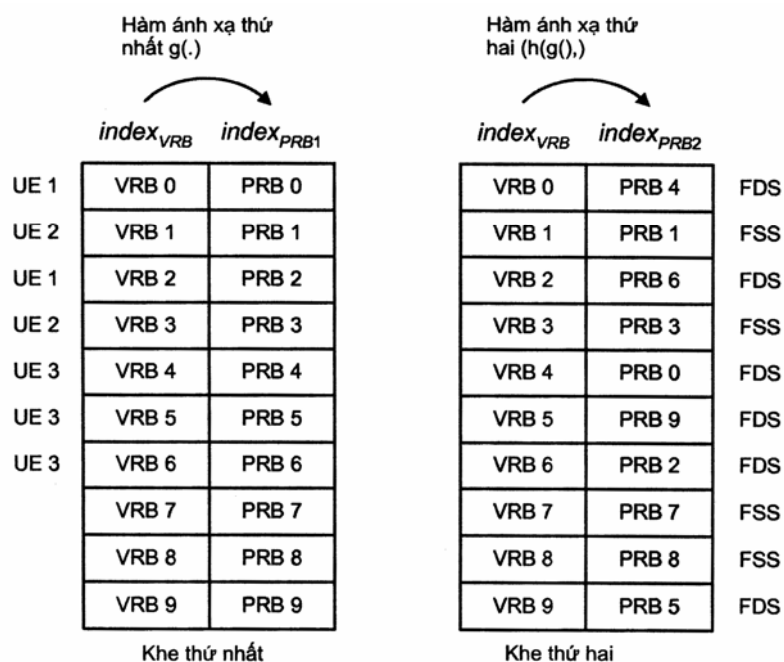 Hàm ánh xạ thứ
nhất g(.)
Hàm ánh xạ thứ
hai (h(g(),)
index_VRB index_PRB1
index_VRB index_PRB2
UE 1 VRB 0 PRB 0 VRB 0 PRB 4 FDS
UE 2 VRB 1 PRB 1 VRB 1 PRB 1 FSS
UE 1 VRB 2 PRB 2 VRB 2 PRB 6 FDS
UE 2 VRB 3 PRB 3 VRB 3 PRB 3 FSS
UE 3 VRB 4 PRB 4 VRB 4 PRB 0 FDS
UE 3 VRB 5 PRB 5 VRB 5 PRB 9 FDS
UE 3 VRB 6 PRB 6 VRB 6 PRB 2 FDS
VRB 7 PRB 7 VRB 7 PRB 7 FSS
VRB 8 PRB 8 VRB 8 PRB 8 FSS
VRB 9 PRB 9 VRB 9 PRB 5 FDS
Khe thứ nhất Khe thứ hai